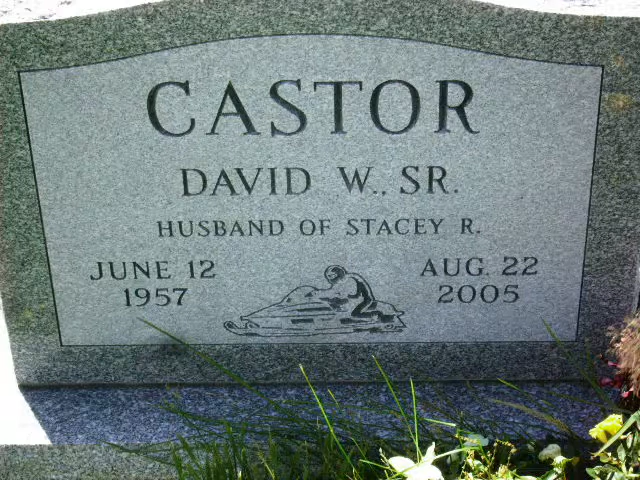 CASTOR
DAVID W., SR.
HUSBAND OF STACEY R.
JUNE 12 AUG. 22
1957 2005